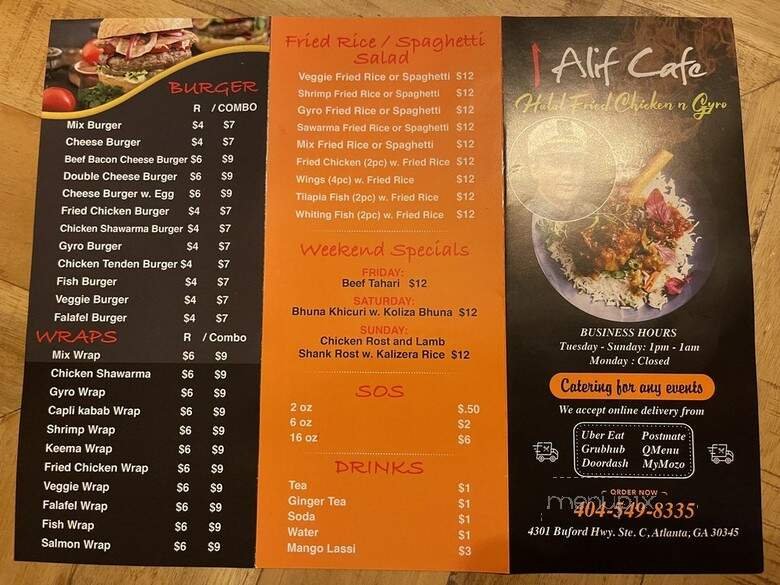 BURGER
R / COMBO
Mix Burger $4 $7
Cheese Burger $4 $7
Beef Bacon Cheese Burger $6 $9
Double Cheese Burger $6 $9
Cheese Burger w. Egg $6 $9
Fried Chicken Burger $4 $7
Chicken Shawarma Burger $4 $7
Gyro Burger $4 $7
Chicken Tenden Burger $4 $7
Fish Burger $4 $7
Veggie Burger $4 $7
Falafel Burger $4 $7
WRAPS R / Combo
Mix Wrap $6 $9
Chicken Shawarma $6 $9
Gyro Wrap $6 $9
Capli kabab Wrap $6 $9
Shrimp Wrap $6 $9
Keema Wrap $6 $9
Fried Chicken Wrap $6 $9
Veggie Wrap $6 $9
Falafel Wrap $6 $9
Fish Wrap $6 $9
Salmon Wrap $6 $9
Fried Rice / Spaghetti
Salad
Veggie Fried Rice or Spaghetti $12
Shrimp Fried Rice or Spaghetti $12
Gyro Fried Rice or Spaghetti $12
Sawarma Fried Rice or Spaghetti $12
Mix Fried Rice or Spaghetti $12
Fried Chicken (2pc) w. Fried Rice $12
Wings (4pc) w. Fried Rice $12
Tilapia Fish (2pc) w. Fried Rice $12
Whiting Fish (2pc) w. Fried Rice $12
Weekend Specials
FRIDAY:
Beef Tahari $12
SATURDAY:
Bhuna Khicuri w. Koliza Bhuna $12
SUNDAY:
Chicken Rost and Lamb
Shank Rost w. Kalizera Rice $12
SOS
2 oz $.50
6 oz $2
16 oz $6
DRINKS
Tea $1
Ginger Tea $1
Soda $1
Water $1
Mango Lassi $3
Alif Cafe
Halal Fried Chicken n Gyro
BUSINESS HOURS
Tuesday - Sunday: 1pm - 1am
Monday : Closed
Catering for any events
We accept online delivery from
Uber Eat Postmate
Grubhub QMenu
Doordash MyMozo
ORDER NOW
menupix
404-549-8335
4301 Buford Hwy. Ste. C, Atlanta, GA 30345